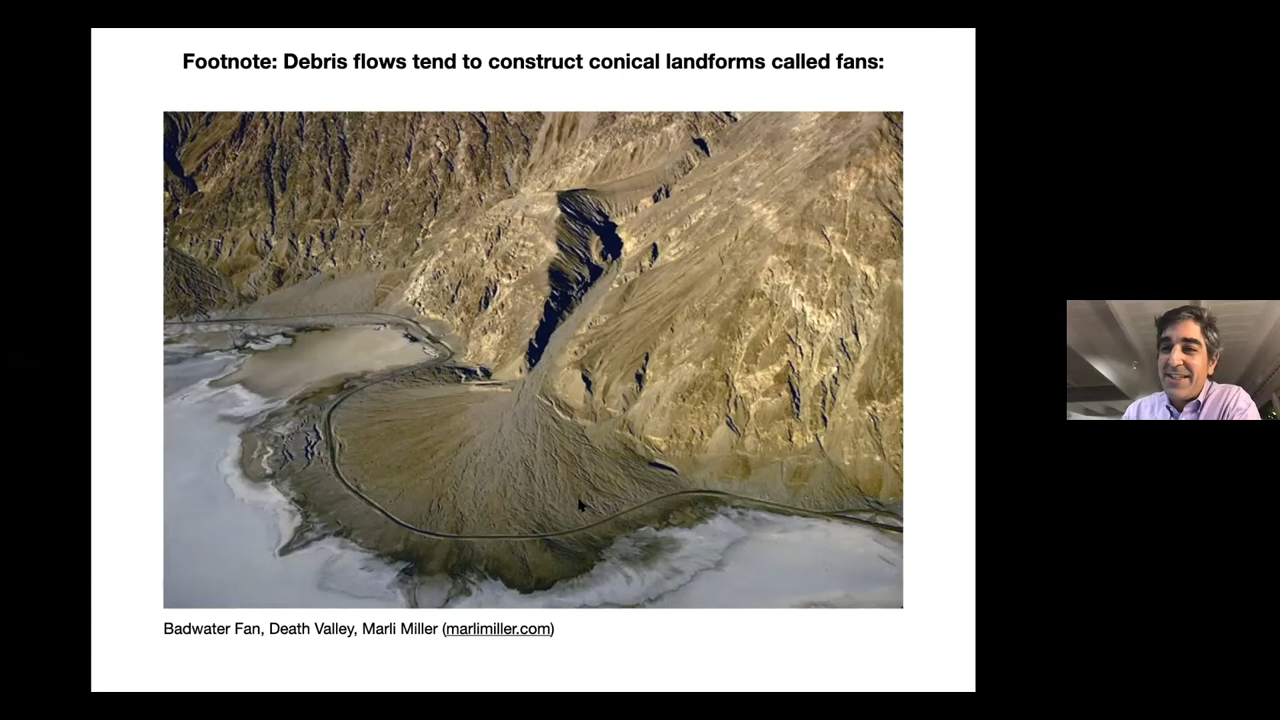 Footnote: Debris flows tend to construct conical landforms called fans:
Badwater Fan, Death Valley, Marli Miller (marlimiller.com)